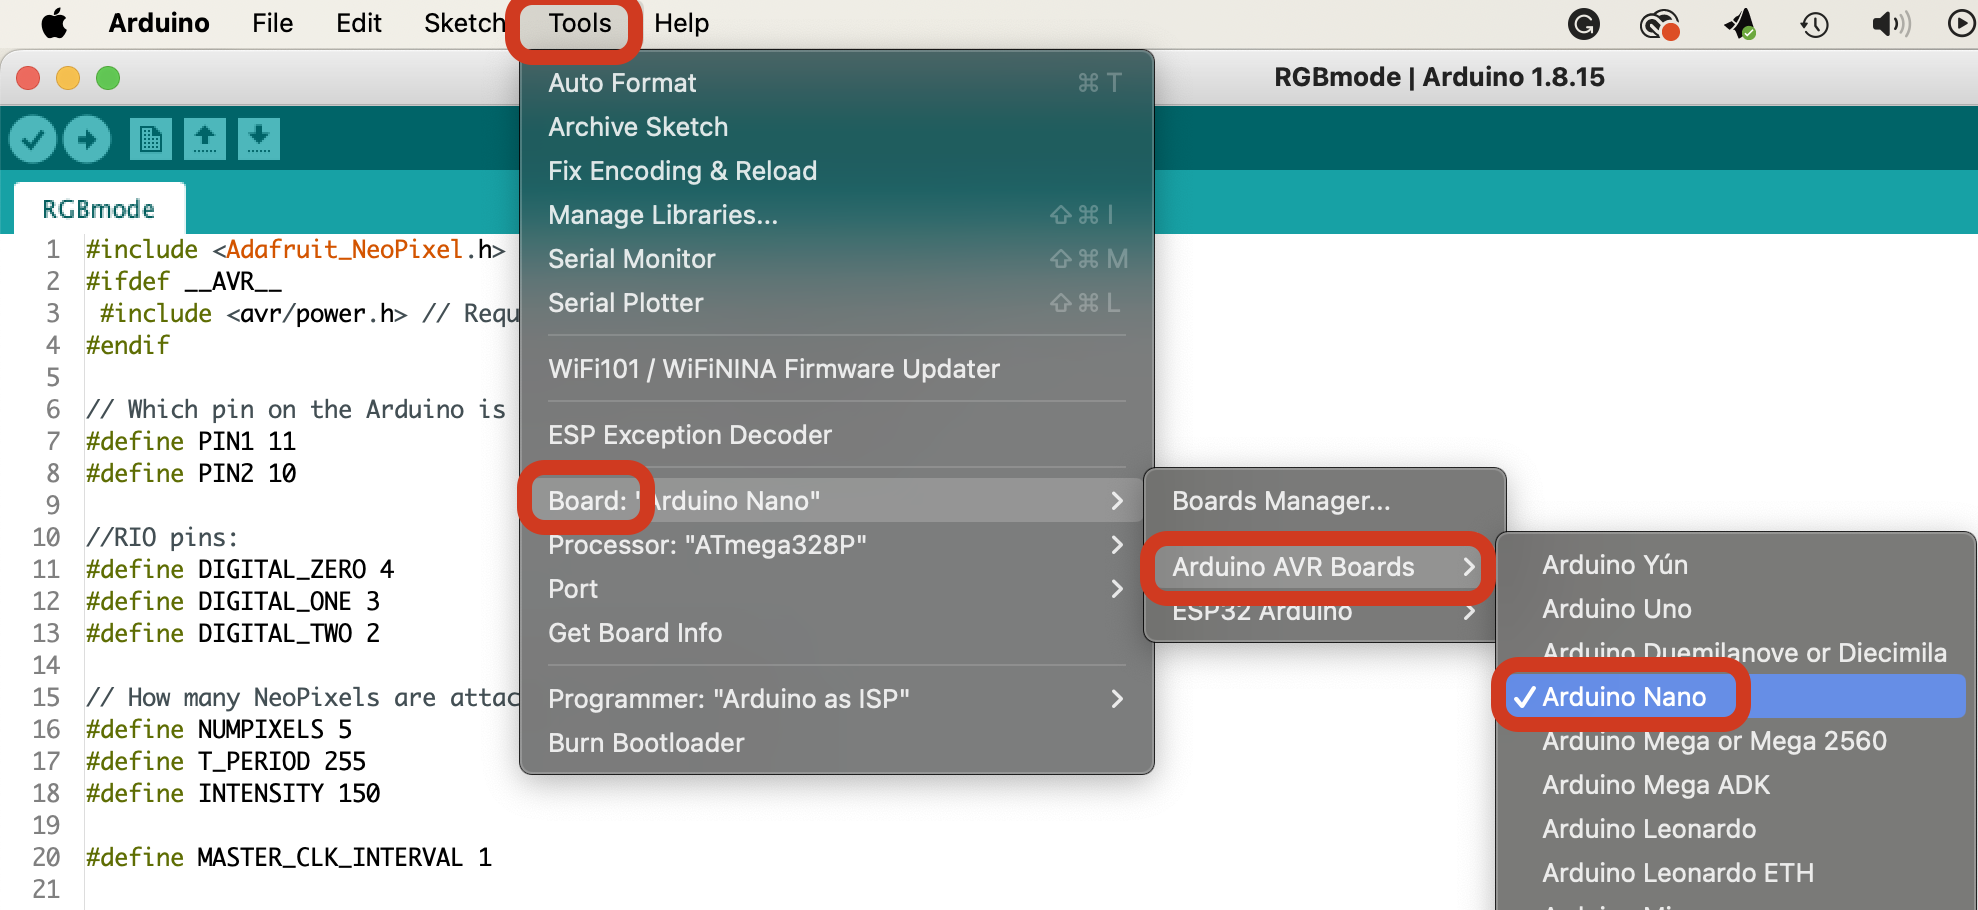 Arduino File Edit Sketch Tools Help
RGBmode | Arduino 1.8.15
RGBmode
1 #include <Adafruit_NeoPixel.h>
2 #ifdef __AVR__
3 #include <avr/power.h> // Requ
4 #endif
5
6 // Which pin on the Arduino is
7 #define PIN1 11
8 #define PIN2 10
9
10 //RIO pins:
11 #define DIGITAL_ZERO 4
12 #define DIGITAL_ONE 3
13 #define DIGITAL_TWO 2
14
15 // How many NeoPixels are attac
16 #define NUMPIXELS 5
17 #define T_PERIOD 255
18 #define INTENSITY 150
19
20 #define MASTER_CLK_INTERVAL 1
21
Auto Format ⌘ T
Archive Sketch
Fix Encoding & Reload
Manage Libraries... ⇧ ⌘ I
Serial Monitor ⇧ ⌘ M
Serial Plotter ⇧ ⌘ L
WiFi101 / WiFiNINA Firmware Updater
ESP Exception Decoder
Board: "Arduino Nano"
Processor: "ATmega328P"
Port
Get Board Info
Programmer: "Arduino as ISP"
Burn Bootloader
Boards Manager...
Arduino AVR Boards
ESP32 Arduino
Arduino Yún
Arduino Uno
Arduino Duemilanove or Diecimila
Arduino Nano
Arduino Mega or Mega 2560
Arduino Mega ADK
Arduino Leonardo
Arduino Leonardo ETH